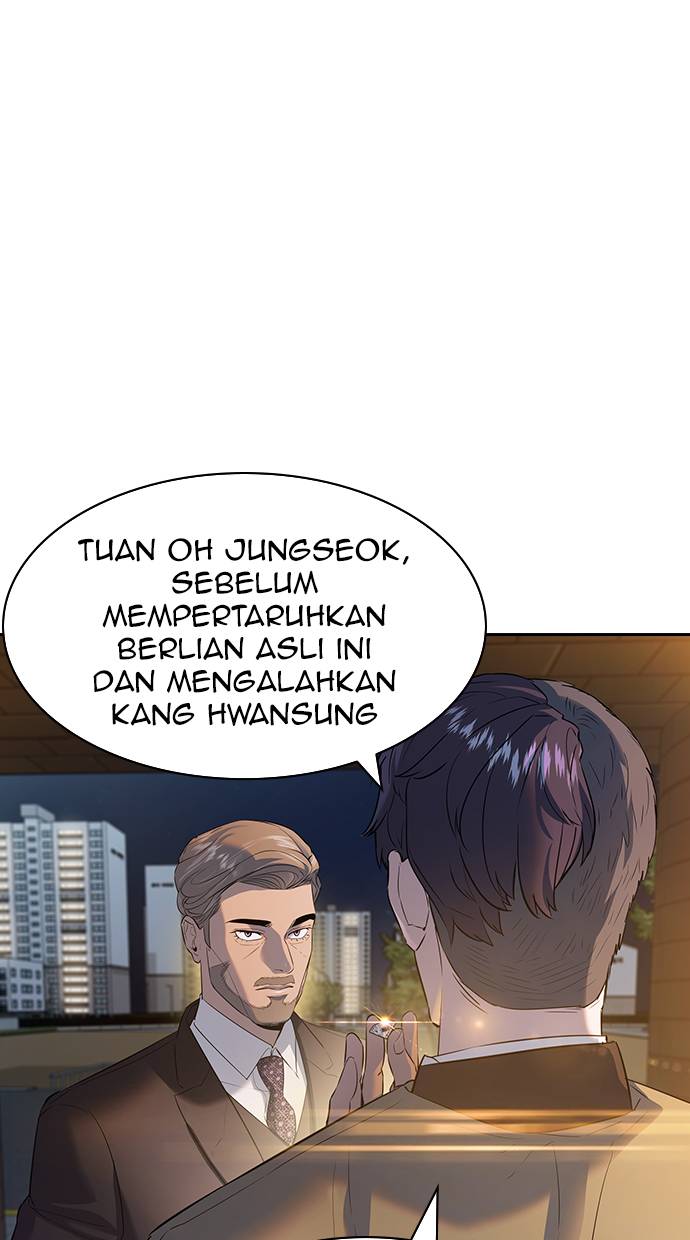 TUAN OH JUNGSEOK,
SEBELUM
MEMPERTARUHKAN
BERLIAN ASLI INI
DAN MENGALAHKAN
KANG HWANSUNG